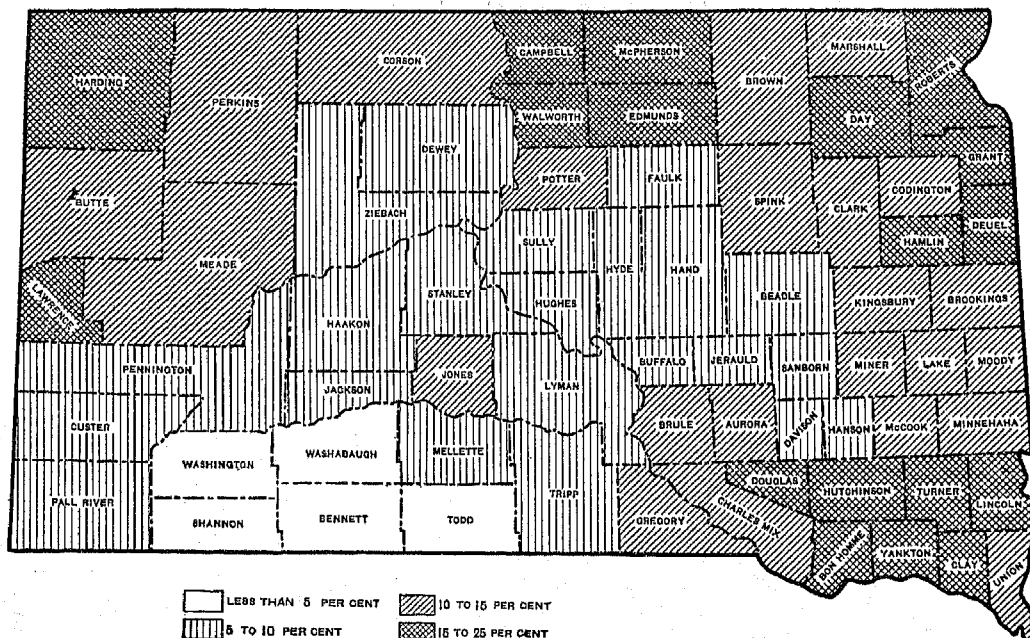 CAMPBELL McPHERSON MARSHALL
HARDING CORSON ROBERTS
PERKINS BROWN
WALWORTH EDMUNDS DAY
DEWEY GRANT
POTTER FAULK CODINGTON
BUTTE ZIEBACH SPINK CLARK
HAMLIN DEUEL
SULLY HYDE HAND
MEADE
LAWRENCE STANLEY HUGHES BEADLE KINGSBURY BROOKINGS
HAAKON
PENNINGTON JONES BUFFALO JERAULD SANBORN MINER LAKE MOODY
JACKSON LYMAN
CUSTER BRULE AURORA DAVISON HANSON McCOOK MINNEHAHA
WASHINGTON WASHABAUGH MELLETTE
DOUGLAS HUTCHINSON TURNER LINCOLN
FALL RIVER TRIPP
SHANNON BENNETT TODD GREGORY CHARLES MIX
BON HOMME YANKTON CLAY UNION
LESS THAN 5 PER CENT 10 TO 15 PER CENT
5 TO 10 PER CENT 15 TO 25 PER CENT